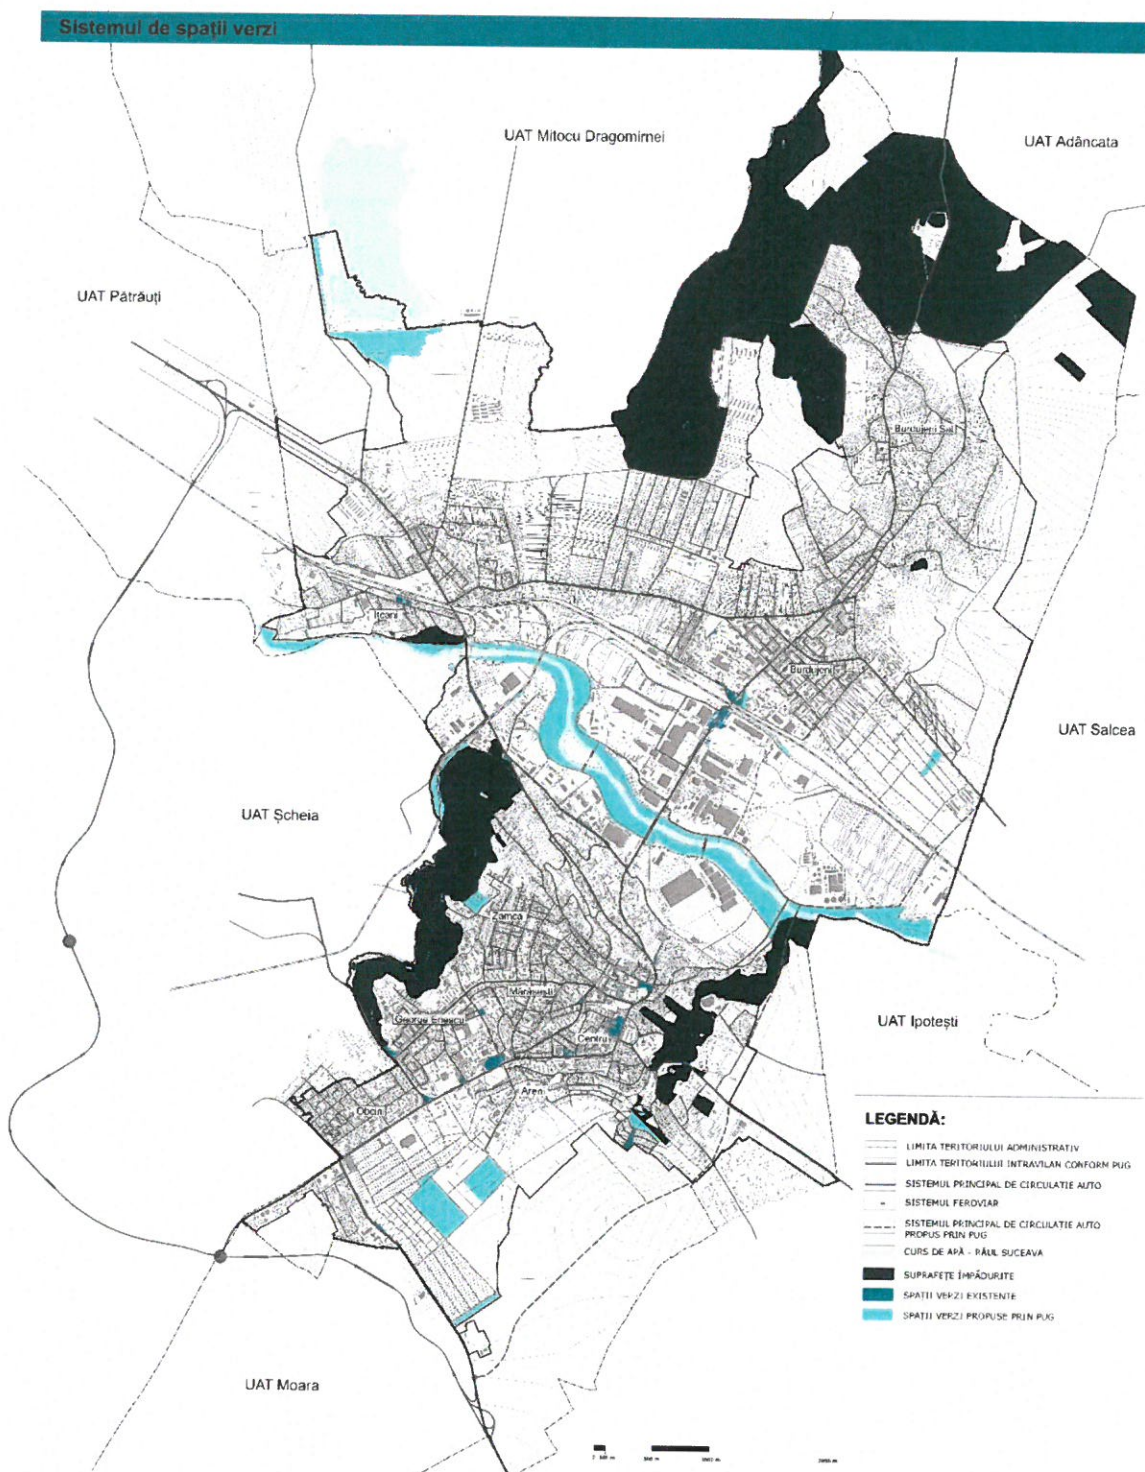 Sistemul de spații verzi
UAT Mitocu Dragomirnei
UAT Adâncata
UAT Pătrăuți
Burdujeni Sat
Ițcani
Burdujeni
UAT Salcea
UAT Șcheia
Zamca
Mărășești
George Enescu
UAT Ipotești
Centru
Areni
Obcini
LEGENDĂ:
LIMITA TERITORIULUI ADMINISTRATIV
LIMITA TERITORIULUI INTRAVILAN CONFORM PUG
SISTEMUL PRINCIPAL DE CIRCULATIE AUTO
SISTEMUL FEROVIAR
SISTEMUL PRINCIPAL DE CIRCULATIE AUTO
PROPUS PRIN PUG
CURS DE APĂ - RÂUL SUCEAVA
SUPRAFEȚE ÎMPĂDURITE
SPAȚII VERZI EXISTENTE
SPAȚII VERZI PROPUSE PRIN PUG
UAT Moara